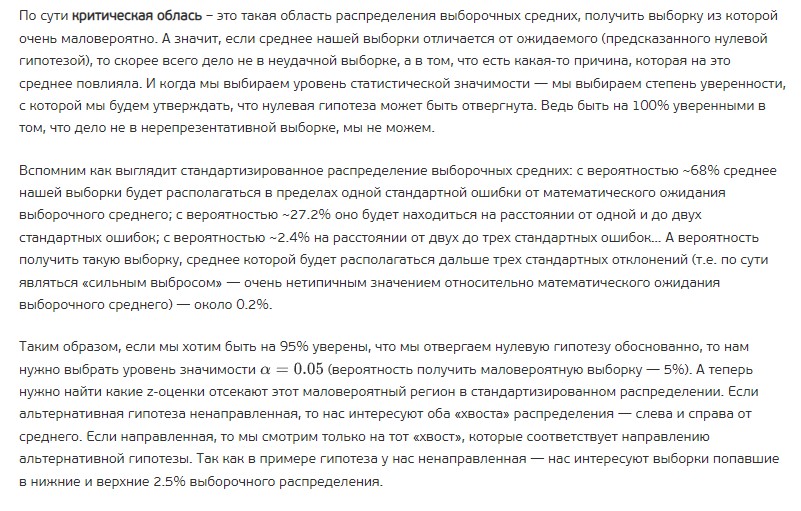 По сути критическая облась – это такая область распределения выборочных средних, получить выборку из которой
очень маловероятно. А значит, если среднее нашей выборки отличается от ожидаемого (предсказанного нулевой
гипотезой), то скорее всего дело не в неудачной выборке, а в том, что есть какая-то причина, которая на это
среднее повлияла. И когда мы выбираем уровень статистической значимости — мы выбираем степень уверенности,
с которой мы будем утверждать, что нулевая гипотеза может быть отвергнута. Ведь быть на 100% уверенными в
том, что дело не в нерепрезентативной выборке, мы не можем.
Вспомним как выглядит стандартизированное распределение выборочных средних: с вероятностью ~68% среднее
нашей выборки будет располагаться в пределах одной стандартной ошибки от математического ожидания
выборочного среднего; с вероятностью ~27.2% оно будет находиться на расстоянии от одной и до двух
стандартных ошибок; с вероятностью ~2.4% на расстоянии от двух до трех стандартных ошибок... А вероятность
получить такую выборку, среднее которой будет располагаться дальше трех стандартных отклонений (т.е. по сути
являться «сильным выбросом» — очень нетипичным значением относительно математического ожидания
выборочного среднего) — около 0.2%.
Таким образом, если мы хотим быть на 95% уверены, что мы отвергаем нулевую гипотезу обоснованно, то нам
нужно выбрать уровень значимости α = 0.05 (вероятность получить маловероятную выборку — 5%). А теперь
нужно найти какие z-оценки отсекают этот маловероятный регион в стандартизированном распределении. Если
альтернативная гипотеза ненаправленная, то нас интересуют оба «хвоста» распределения — слева и справа от
среднего. Если направленная, то мы смотрим только на тот «хвост», которые соответствует направлению
альтернативной гипотезы. Так как в примере гипотеза у нас ненаправленная — нас интересуют выборки попавшие
в нижние и верхние 2.5% выборочного распределения.